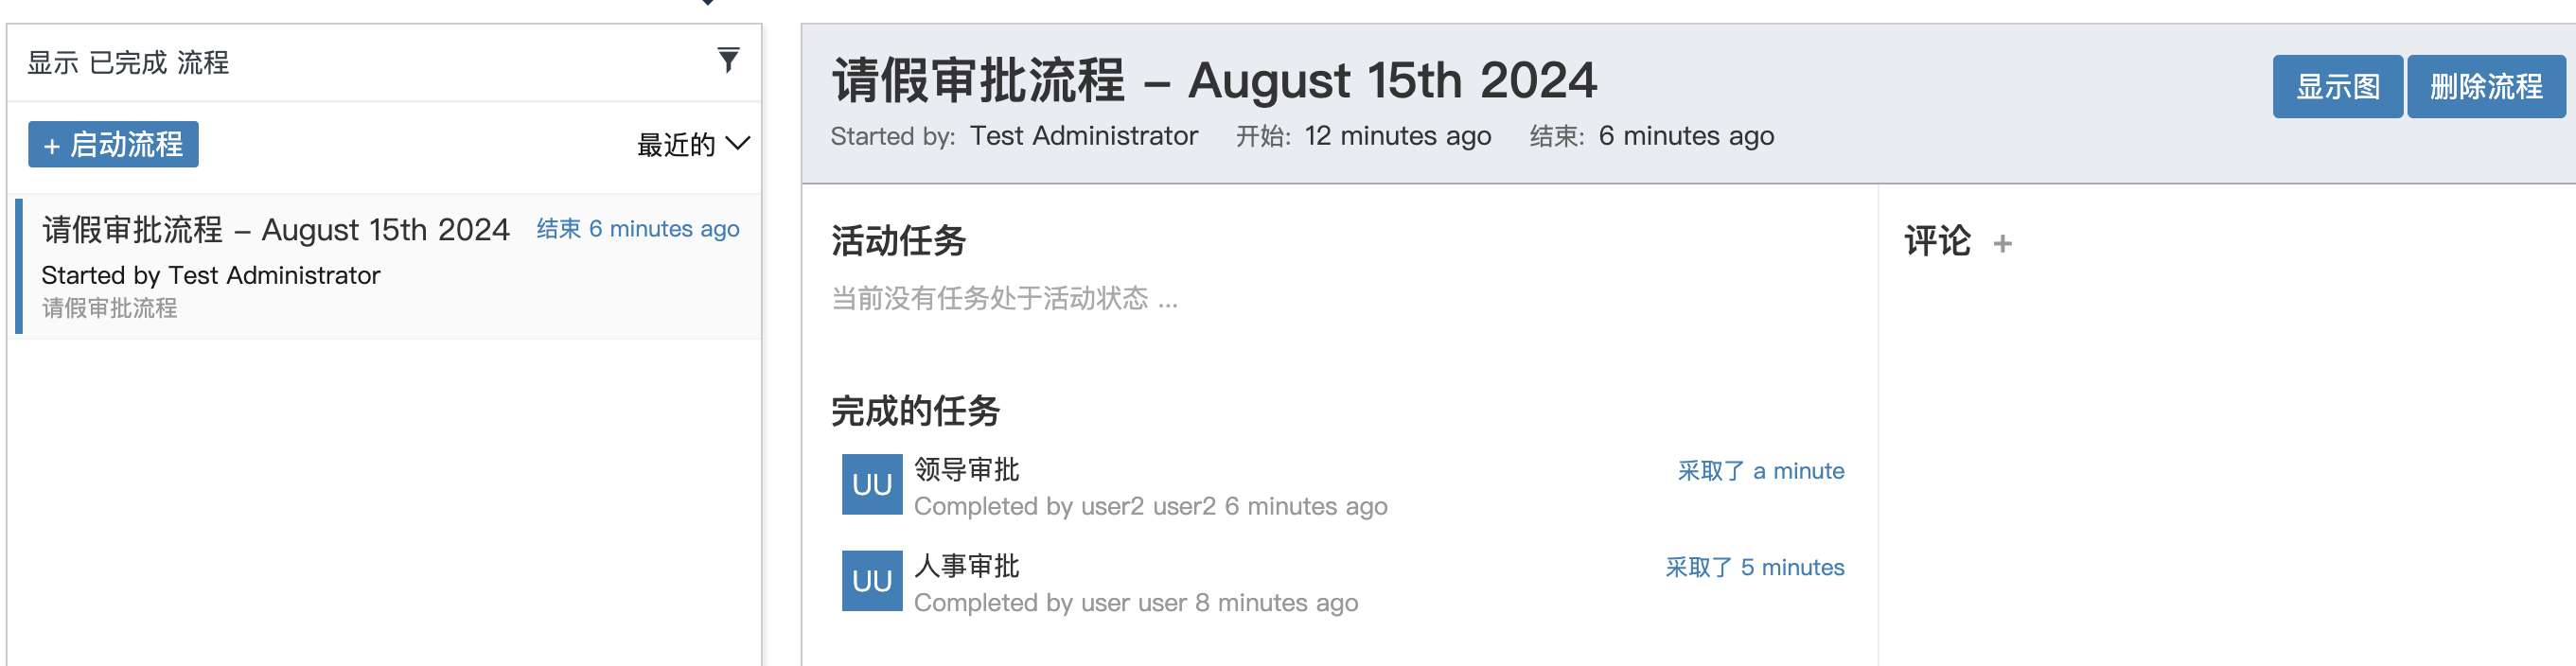 显示 已完成 流程
+ 启动流程
最近的
请假审批流程 – August 15th 2024
结束 6 minutes ago
Started by Test Administrator
请假审批流程
请假审批流程 – August 15th 2024
显示图
删除流程
Started by: Test Administrator 开始: 12 minutes ago 结束: 6 minutes ago
活动任务
当前没有任务处于活动状态 ...
完成的任务
UU
领导审批
采取了 a minute
Completed by user2 user2 6 minutes ago
UU
人事审批
采取了 5 minutes
Completed by user user 8 minutes ago
评论 +